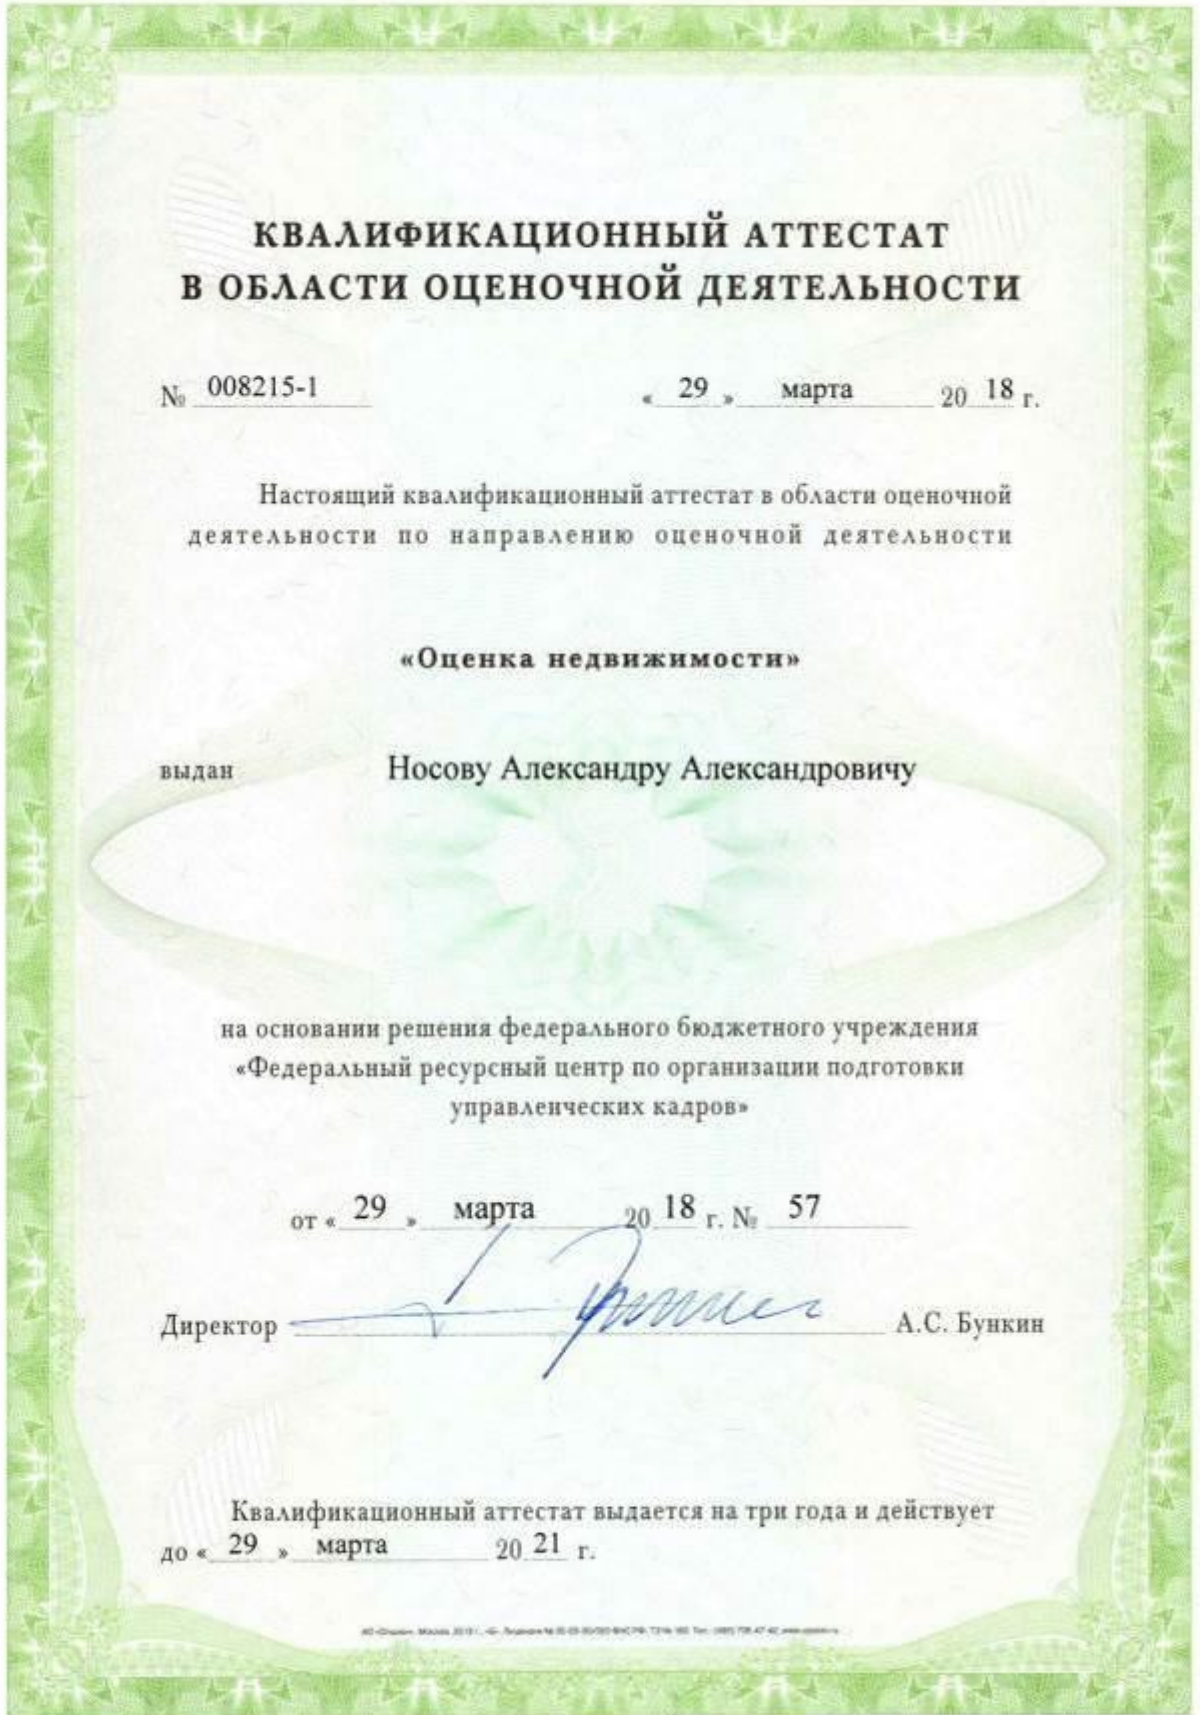 КВАЛИФИКАЦИОННЫЙ АТТЕСТАТ
В ОБЛАСТИ ОЦЕНОЧНОЙ ДЕЯТЕЛЬНОСТИ
№ 008215-1 « 29 » марта 20 18 г.
Настоящий квалификационный аттестат в области оценочной
деятельности по направлению оценочной деятельности
«Оценка недвижимости»
выдан Носову Александру Александровичу
на основании решения федерального бюджетного учреждения
«Федеральный ресурсный центр по организации подготовки
управленческих кадров»
от « 29 » марта 20 18 г. № 57
Директор А.С. Бункин
Квалификационный аттестат выдается на три года и действует
до « 29 » марта 20 21 г.